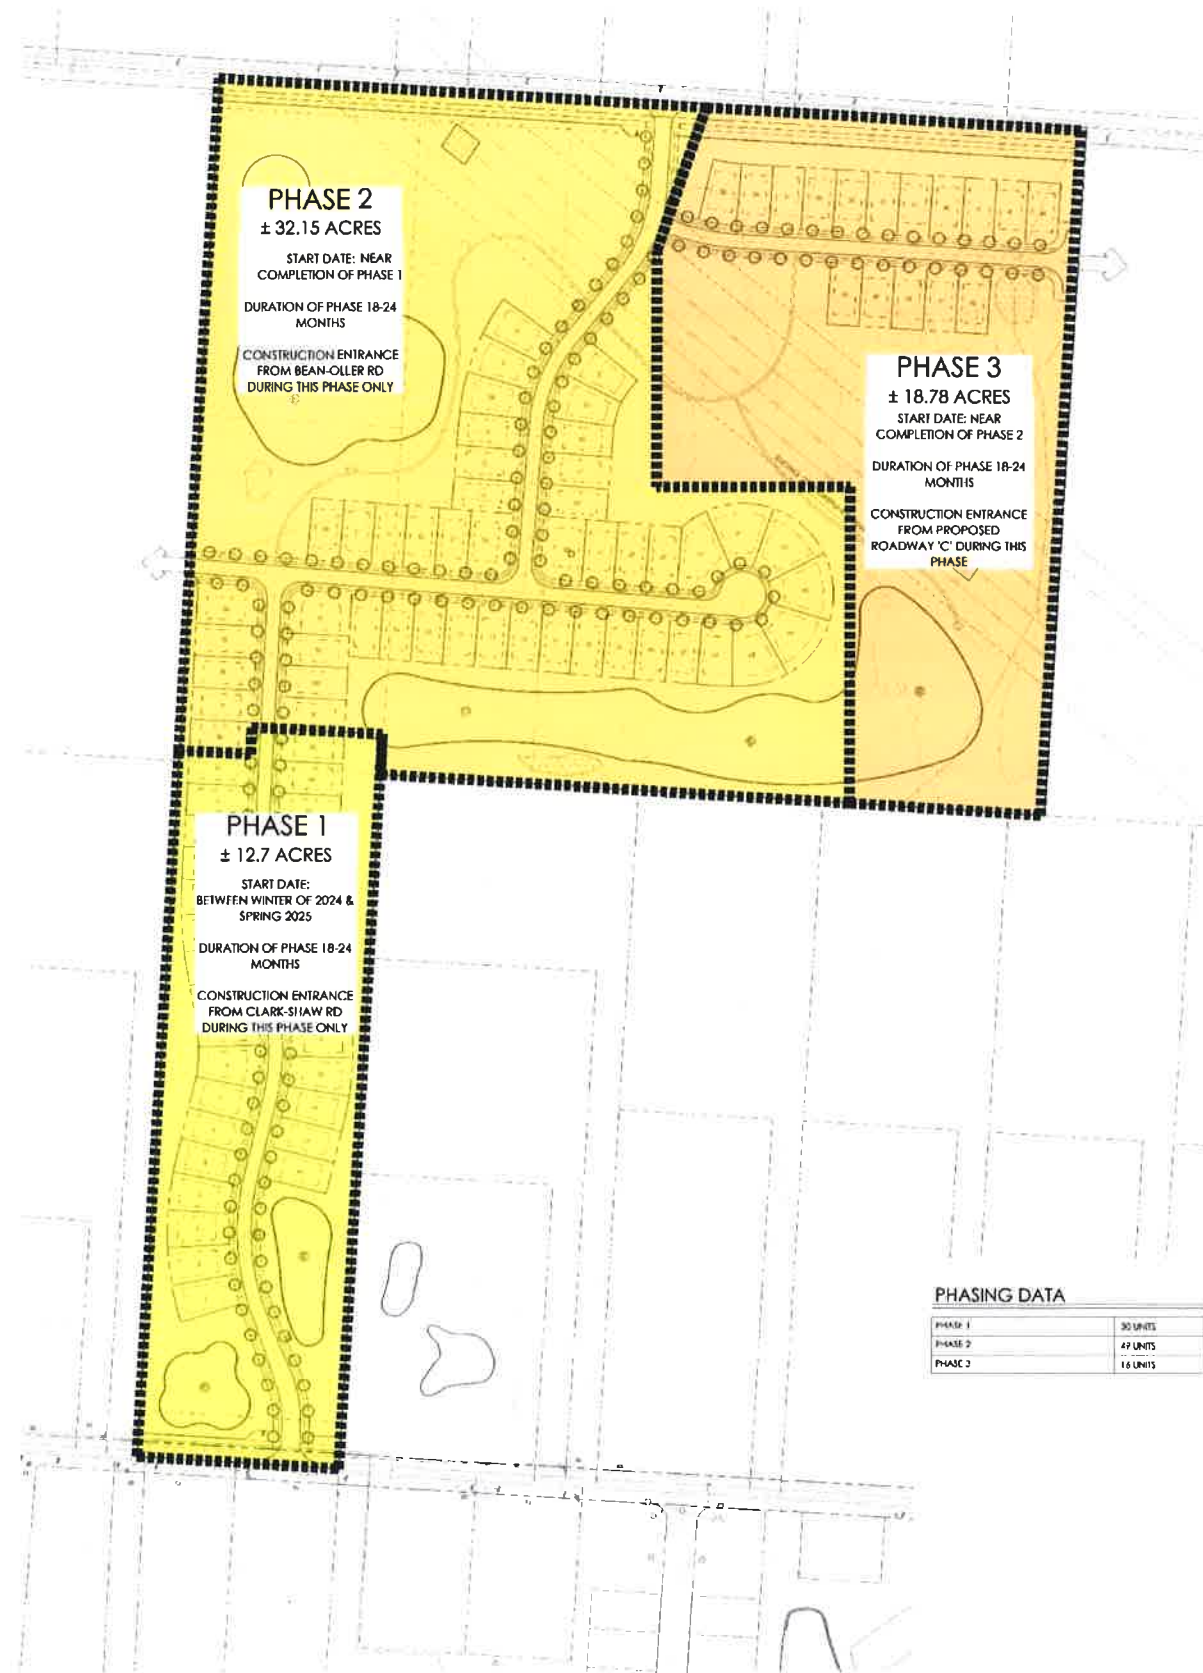 PHASE 2
± 32.15 ACRES
START DATE: NEAR
COMPLETION OF PHASE 1
DURATION OF PHASE 18-24
MONTHS
CONSTRUCTION ENTRANCE
FROM BEAN-OLLER RD
DURING THIS PHASE ONLY
PHASE 3
± 18.78 ACRES
START DATE: NEAR
COMPLETION OF PHASE 2
DURATION OF PHASE 18-24
MONTHS
CONSTRUCTION ENTRANCE
FROM PROPOSED
ROADWAY 'C' DURING THIS
PHASE
PHASE 1
± 12.7 ACRES
START DATE:
BETWEEN WINTER OF 2024 &
SPRING 2025
DURATION OF PHASE 18-24
MONTHS
CONSTRUCTION ENTRANCE
FROM CLARK-SHAW RD
DURING THIS PHASE ONLY
PHASING DATA
PHASE 1 30 UNITS
PHASE 2 49 UNITS
PHASE 3 16 UNITS